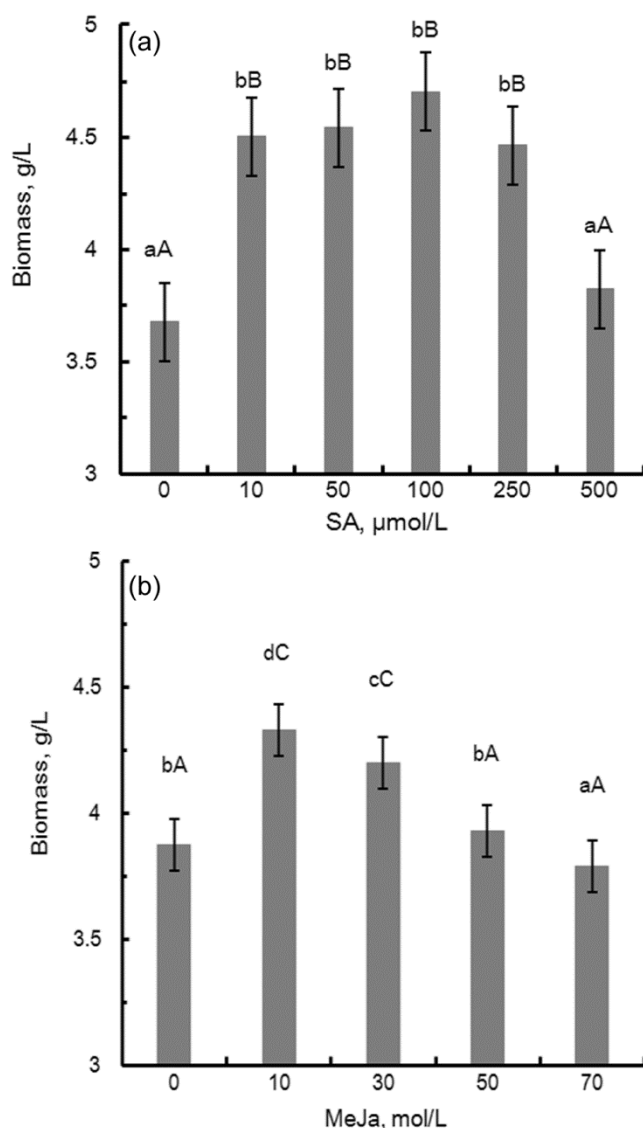 (a)
5
4.5
4
3.5
3
Biomass, g/L
aA
bB
bB
bB
bB
aA
0 10 50 100 250 500
SA, µmol/L
(b)
5
4.5
4
3.5
3
Biomass, g/L
bA
dC
cC
bA
aA
0 10 30 50 70
MeJa, mol/L